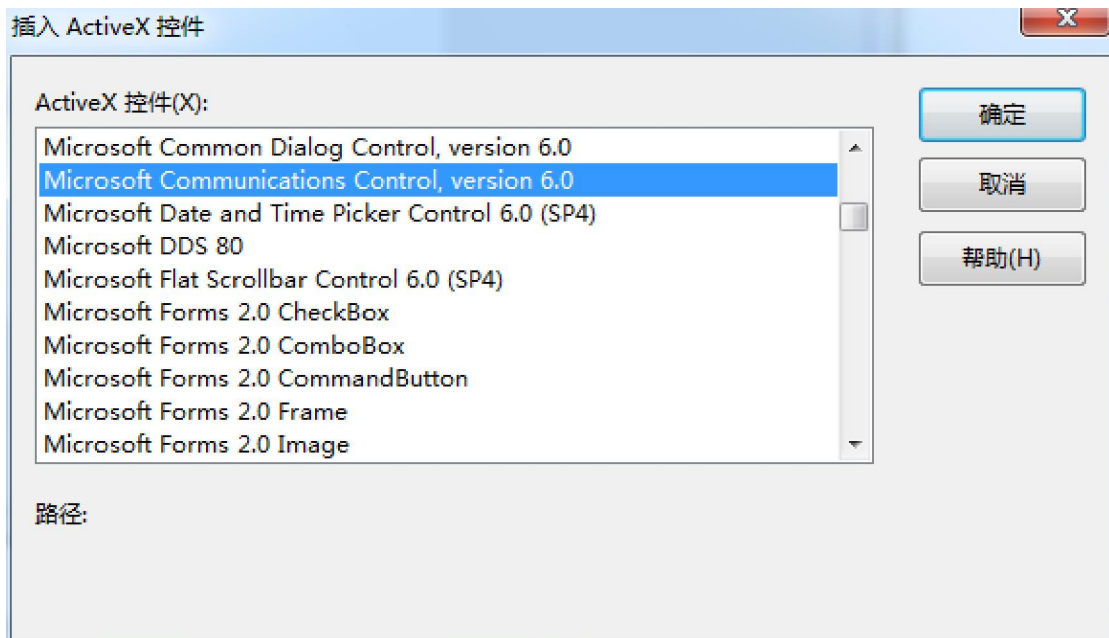 插入 ActiveX 控件
ActiveX 控件(X):
Microsoft Common Dialog Control, version 6.0
Microsoft Communications Control, version 6.0
Microsoft Date and Time Picker Control 6.0 (SP4)
Microsoft DDS 80
Microsoft Flat Scrollbar Control 6.0 (SP4)
Microsoft Forms 2.0 CheckBox
Microsoft Forms 2.0 ComboBox
Microsoft Forms 2.0 CommandButton
Microsoft Forms 2.0 Frame
Microsoft Forms 2.0 Image
确定
取消
帮助(H)
路径: